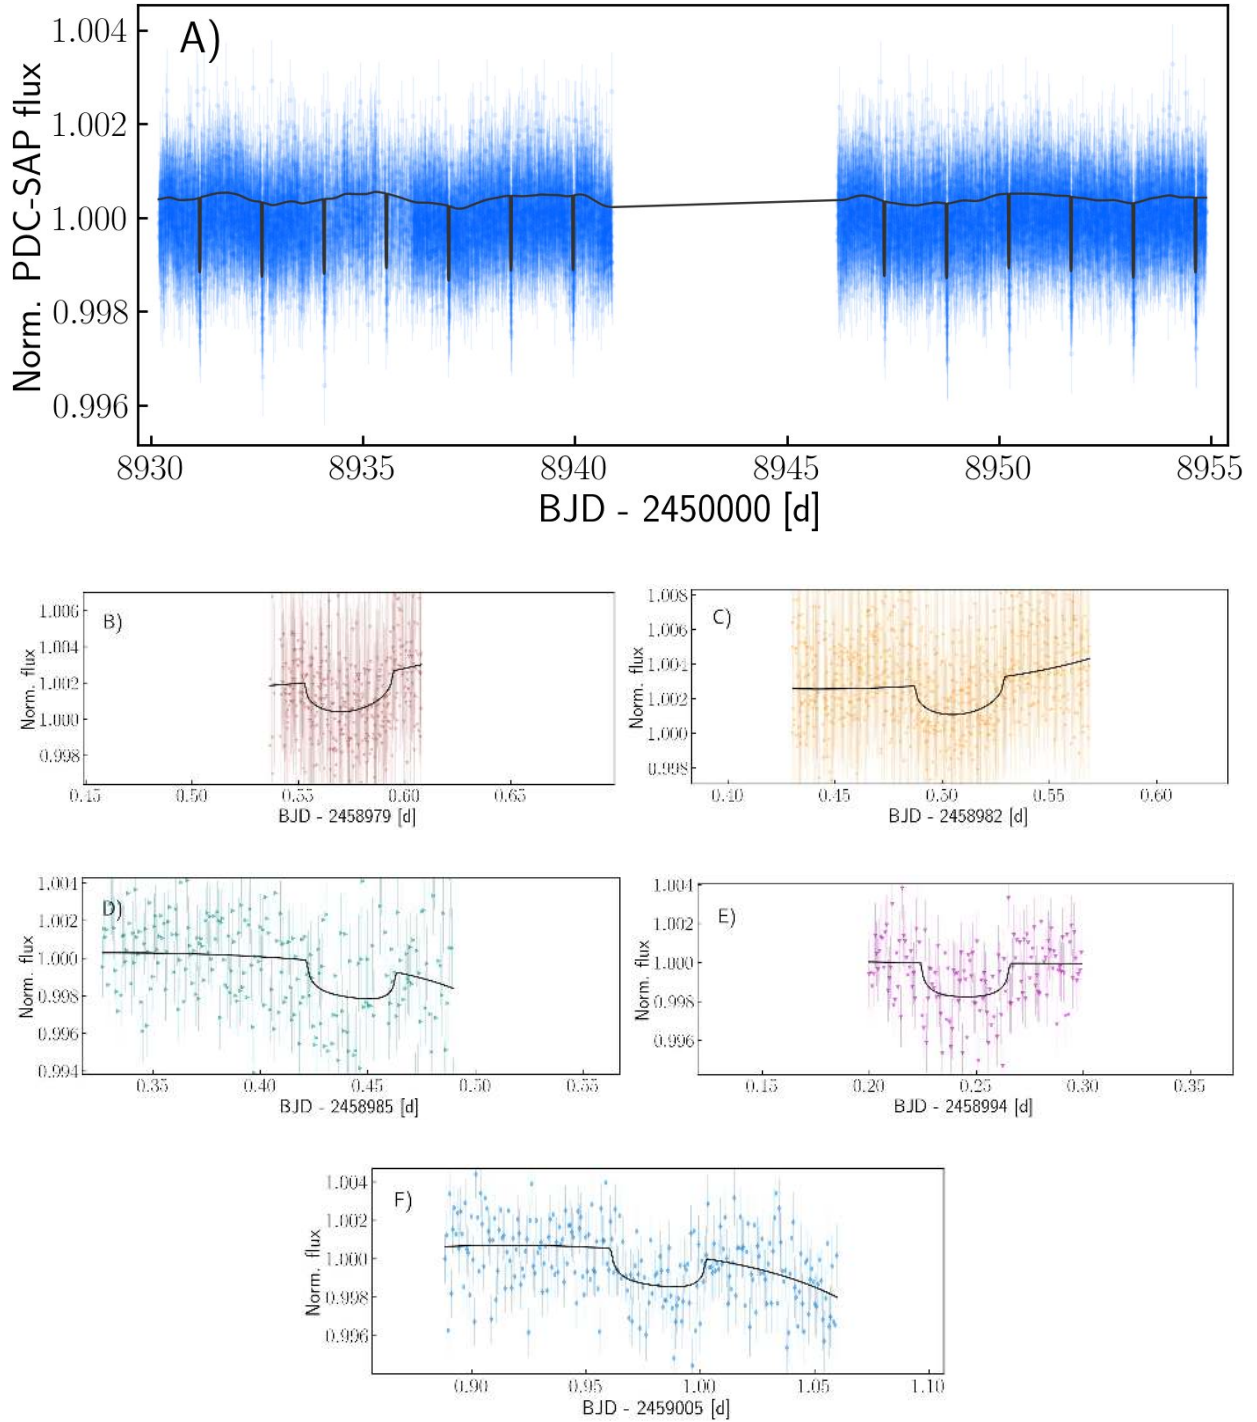 A)
1.004
1.002
1.000
0.998
0.996
Norm. PDC-SAP flux
8930 8935 8940 8945 8950 8955
BJD - 2450000 [d]
B)
1.006
1.004
1.002
1.000
0.998
Norm. flux
0.45 0.50 0.55 0.60 0.65
BJD - 2458979 [d]
C)
1.008
1.006
1.004
1.002
1.000
0.998
Norm. flux
0.40 0.45 0.50 0.55 0.60
BJD - 2458982 [d]
D)
1.004
1.002
1.000
0.998
0.996
0.994
Norm. flux
0.35 0.40 0.45 0.50 0.55
BJD - 2458985 [d]
E)
1.004
1.002
1.000
0.998
0.996
Norm. flux
0.15 0.20 0.25 0.30 0.35
BJD - 2458994 [d]
F)
1.004
1.002
1.000
0.998
0.996
Norm. flux
0.90 0.95 1.00 1.05 1.10
BJD - 2459005 [d]